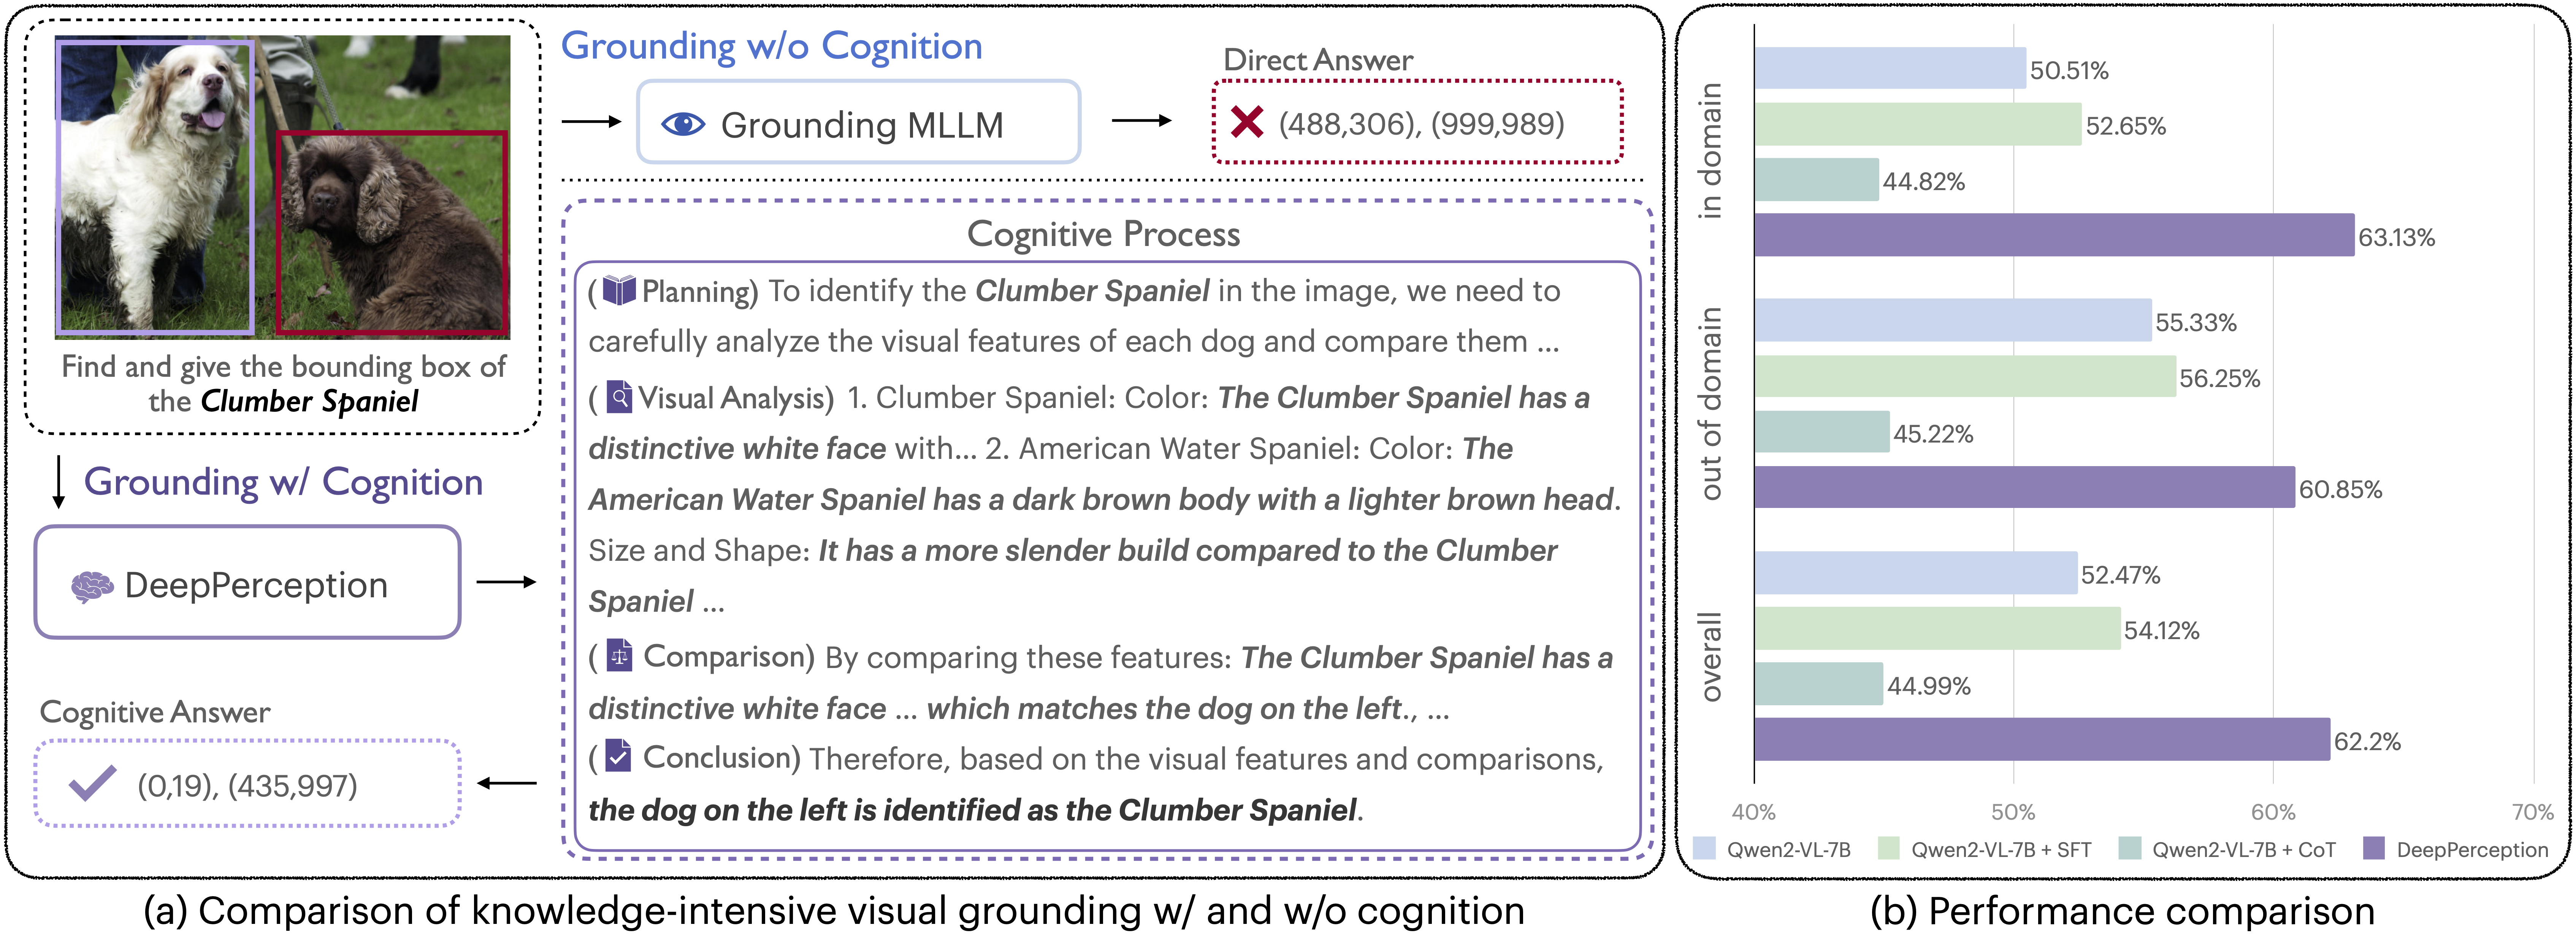 Find and give the bounding box of
the Clumber Spaniel
Grounding w/o Cognition
Grounding MLLM
Direct Answer
(488,306), (999,989)
Grounding w/ Cognition
DeepPerception
Cognitive Process
(Planning) To identify the Clumber Spaniel in the image, we need to
carefully analyze the visual features of each dog and compare them ...
(Visual Analysis) 1. Clumber Spaniel: Color: The Clumber Spaniel has a
distinctive white face with... 2. American Water Spaniel: Color: The
American Water Spaniel has a dark brown body with a lighter brown head.
Size and Shape: It has a more slender build compared to the Clumber
Spaniel ...
(Comparison) By comparing these features: The Clumber Spaniel has a
distinctive white face ... which matches the dog on the left., ...
(Conclusion) Therefore, based on the visual features and comparisons,
the dog on the left is identified as the Clumber Spaniel.
Cognitive Answer
(0,19), (435,997)
(a) Comparison of knowledge-intensive visual grounding w/ and w/o cognition
in domain
50.51%
52.65%
44.82%
63.13%
out of domain
55.33%
56.25%
45.22%
60.85%
overall
52.47%
54.12%
44.99%
62.2%
40% 50% 60% 70%
Qwen2-VL-7B Qwen2-VL-7B + SFT Qwen2-VL-7B + CoT DeepPerception
(b) Performance comparison